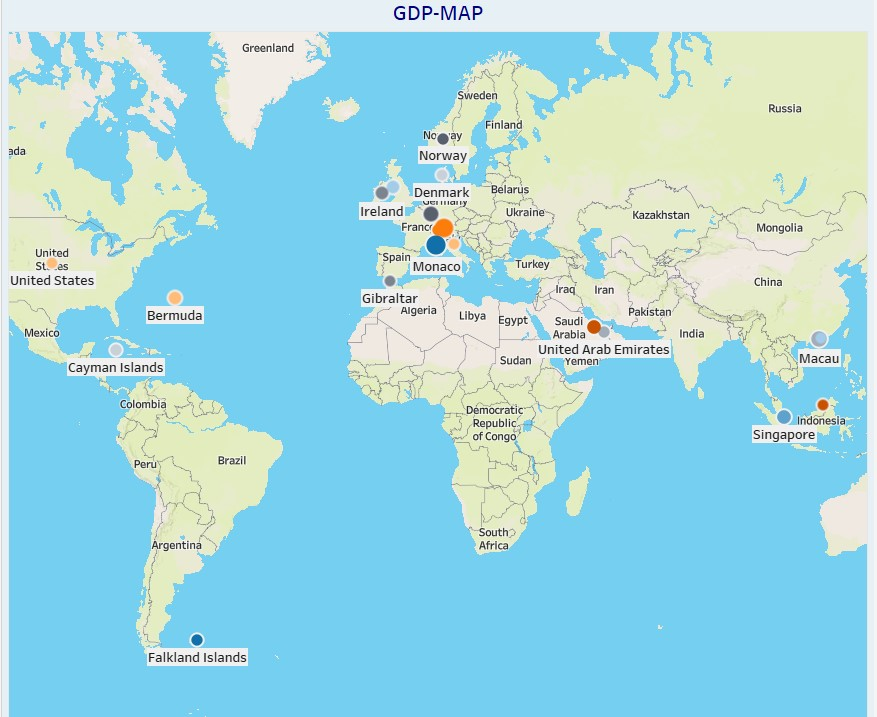 GDP-MAP
Greenland
Sweden
Russia
Finland
Norway
Norway
ada
Denmark
Belarus
Germany
Ireland
Ukraine
Kazakhstan
France
Mongolia
United
States
United States
Spain
Monaco
Turkey
China
Gibraltar
Algeria
Iraq
Iran
Bermuda
Libya
Egypt
Saudi
Arabia
Pakistan
India
Mexico
United Arab Emirates
Macau
Cayman Islands
Sudan
Yemen
Colombia
Democratic
Republic
of Congo
Indonesia
Singapore
Peru
Brazil
South
Africa
Argentina
Falkland Islands